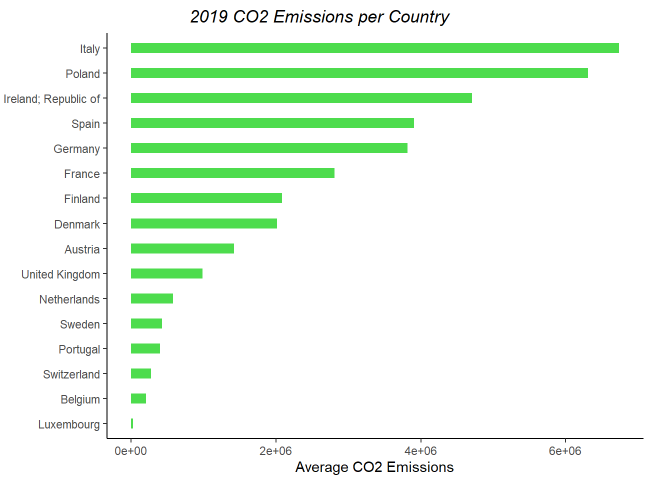 2019 CO2 Emissions per Country
Italy
Poland
Ireland; Republic of
Spain
Germany
France
Finland
Denmark
Austria
United Kingdom
Netherlands
Sweden
Portugal
Switzerland
Belgium
Luxembourg
0e+00 2e+06 4e+06 6e+06
Average CO2 Emissions